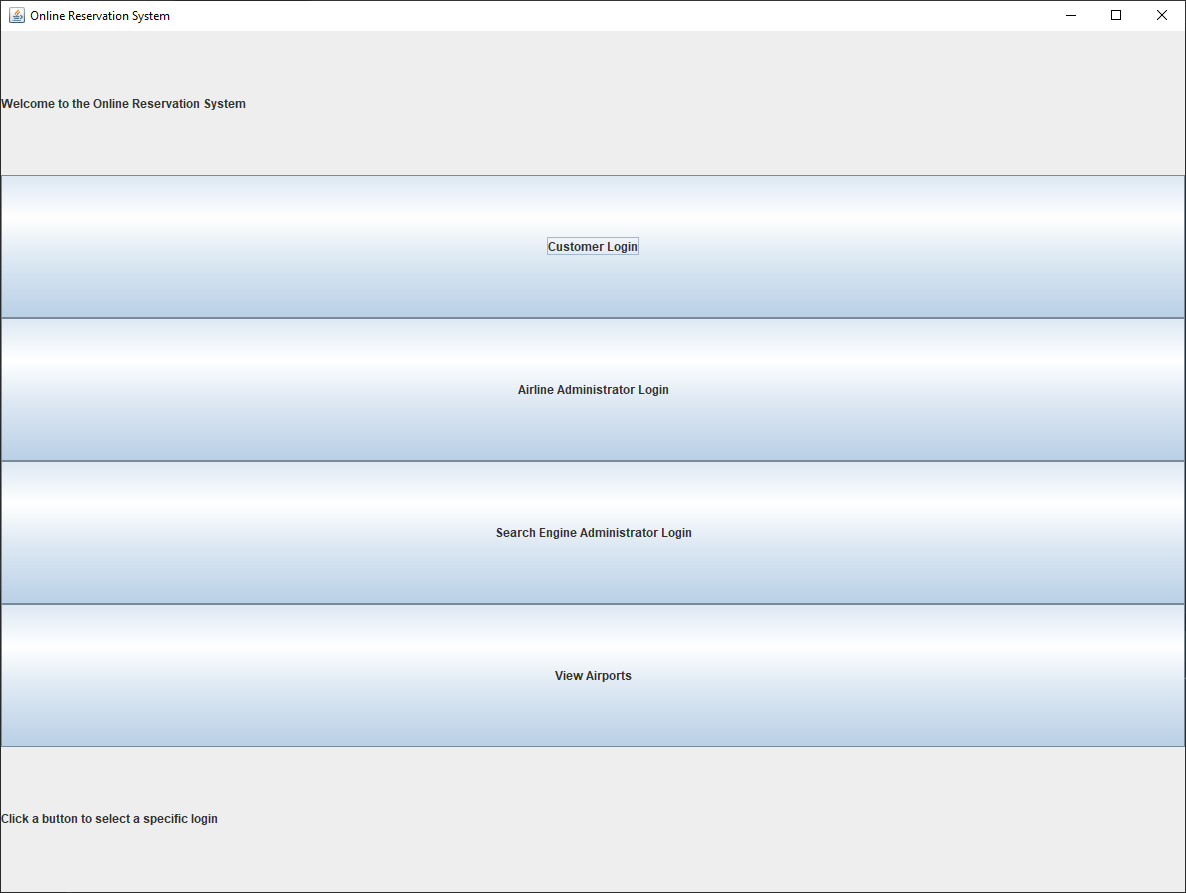 Online Reservation System
Welcome to the Online Reservation System
Customer Login
Airline Administrator Login
Search Engine Administrator Login
View Airports
Click a button to select a specific login